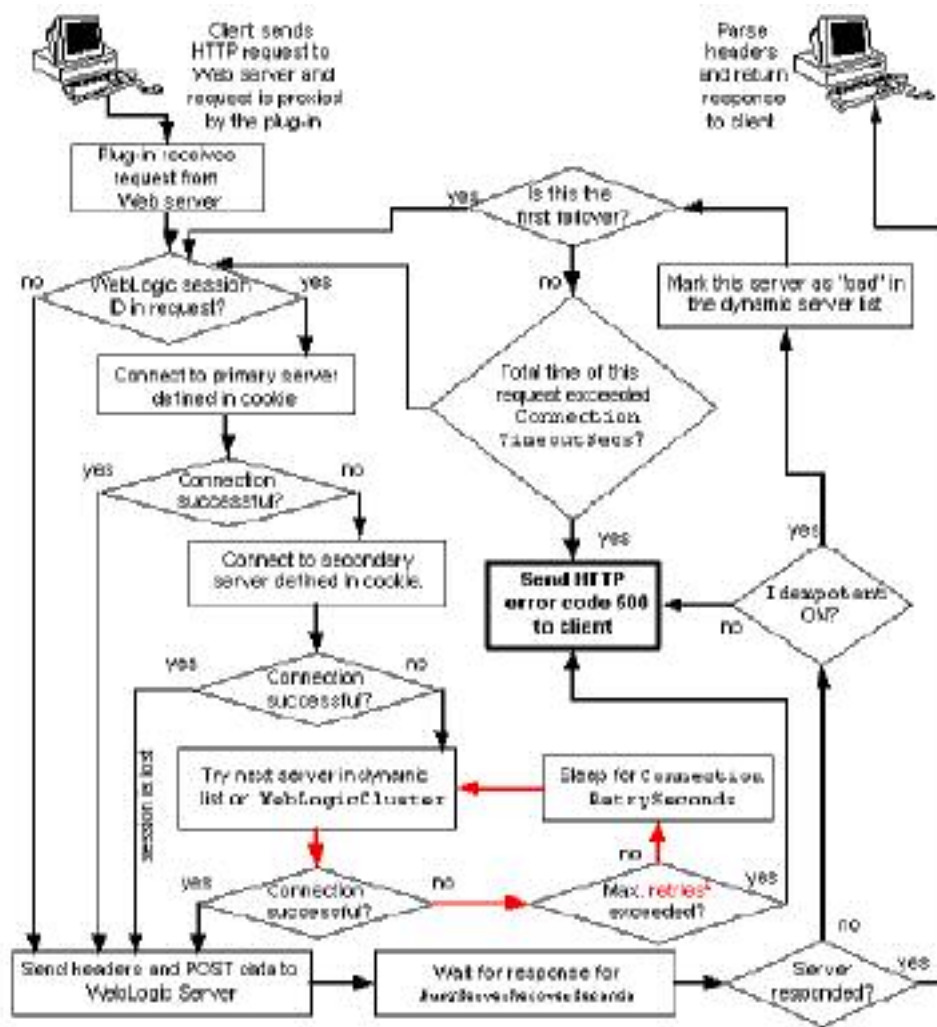 Client sends
HTTP request to
Web server and
request is proxied
by the plug-in
Parse
headers
and return
response
to client
Plug-in receives
request from
Web server
yes
Is this the
first failover?
no
WebLogic session
ID in request?
yes
no
Mark this server as "bad" in
the dynamic server list
Connect to primary server
defined in cookie
Total time of this
request exceeded
Connection
TimeoutSecs?
yes
Connection
successful?
no
yes
yes
Connect to secondary
server defined in cookie.
Send HTTP
error code 500
to client
Idempotent
ON?
no
yes
Connection
successful?
no
session is lost
Try next server in dynamic
list or WebLogicCluster
Sleep for Connection
RetrySeconds
no
yes
Connection
successful?
no
Max. retries
exceeded?
yes
no
Send headers and POST data to
WebLogic Server
Wait for response for
Server
responded?
yes